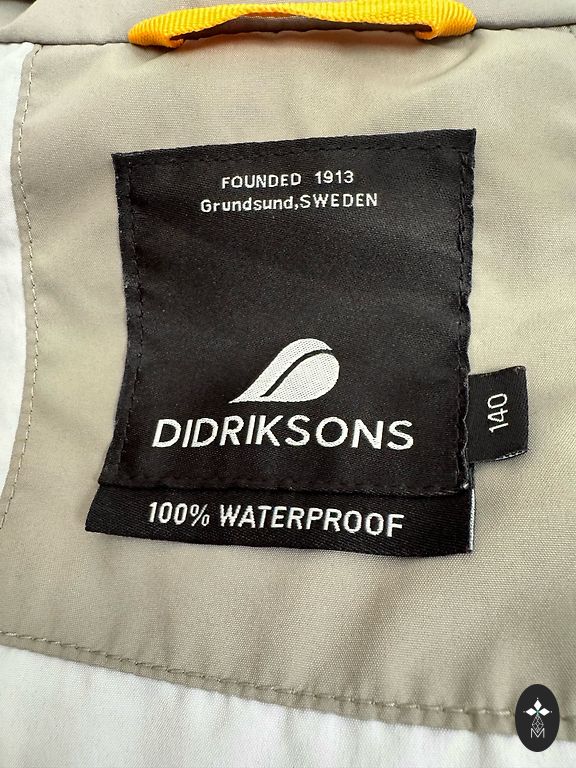 FOUNDED 1913
Grundsund,SWEDEN
DIDRIKSONS
140
100% WATERPROOF
M